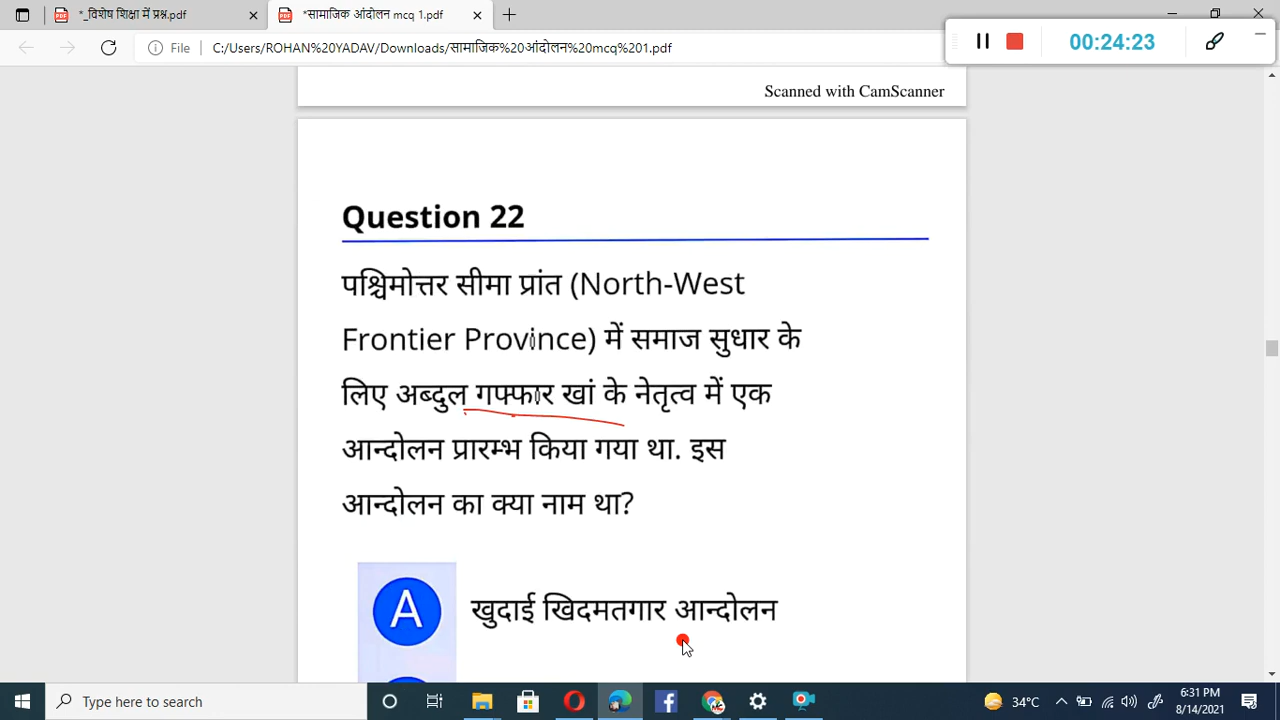 *_विशेष शिक्षा में प्रश्न.pdf
*सामाजिक आंदोलन mcq 1.pdf
File
C:/Users/ROHAN%20YADAV/Downloads/सामाजिक%20आंदोलन%20mcq%201.pdf
00:24:23
Scanned with CamScanner
Question 22
पश्चिमोत्तर सीमा प्रांत (North-West
Frontier Province) में समाज सुधार के
लिए अब्दुल गफ्फार खां के नेतृत्व में एक
आन्दोलन प्रारम्भ किया गया था. इस
आन्दोलन का क्या नाम था?
A खुदाई खिदमतगार आन्दोलन
Type here to search
34°C
6:31 PM
8/14/2021